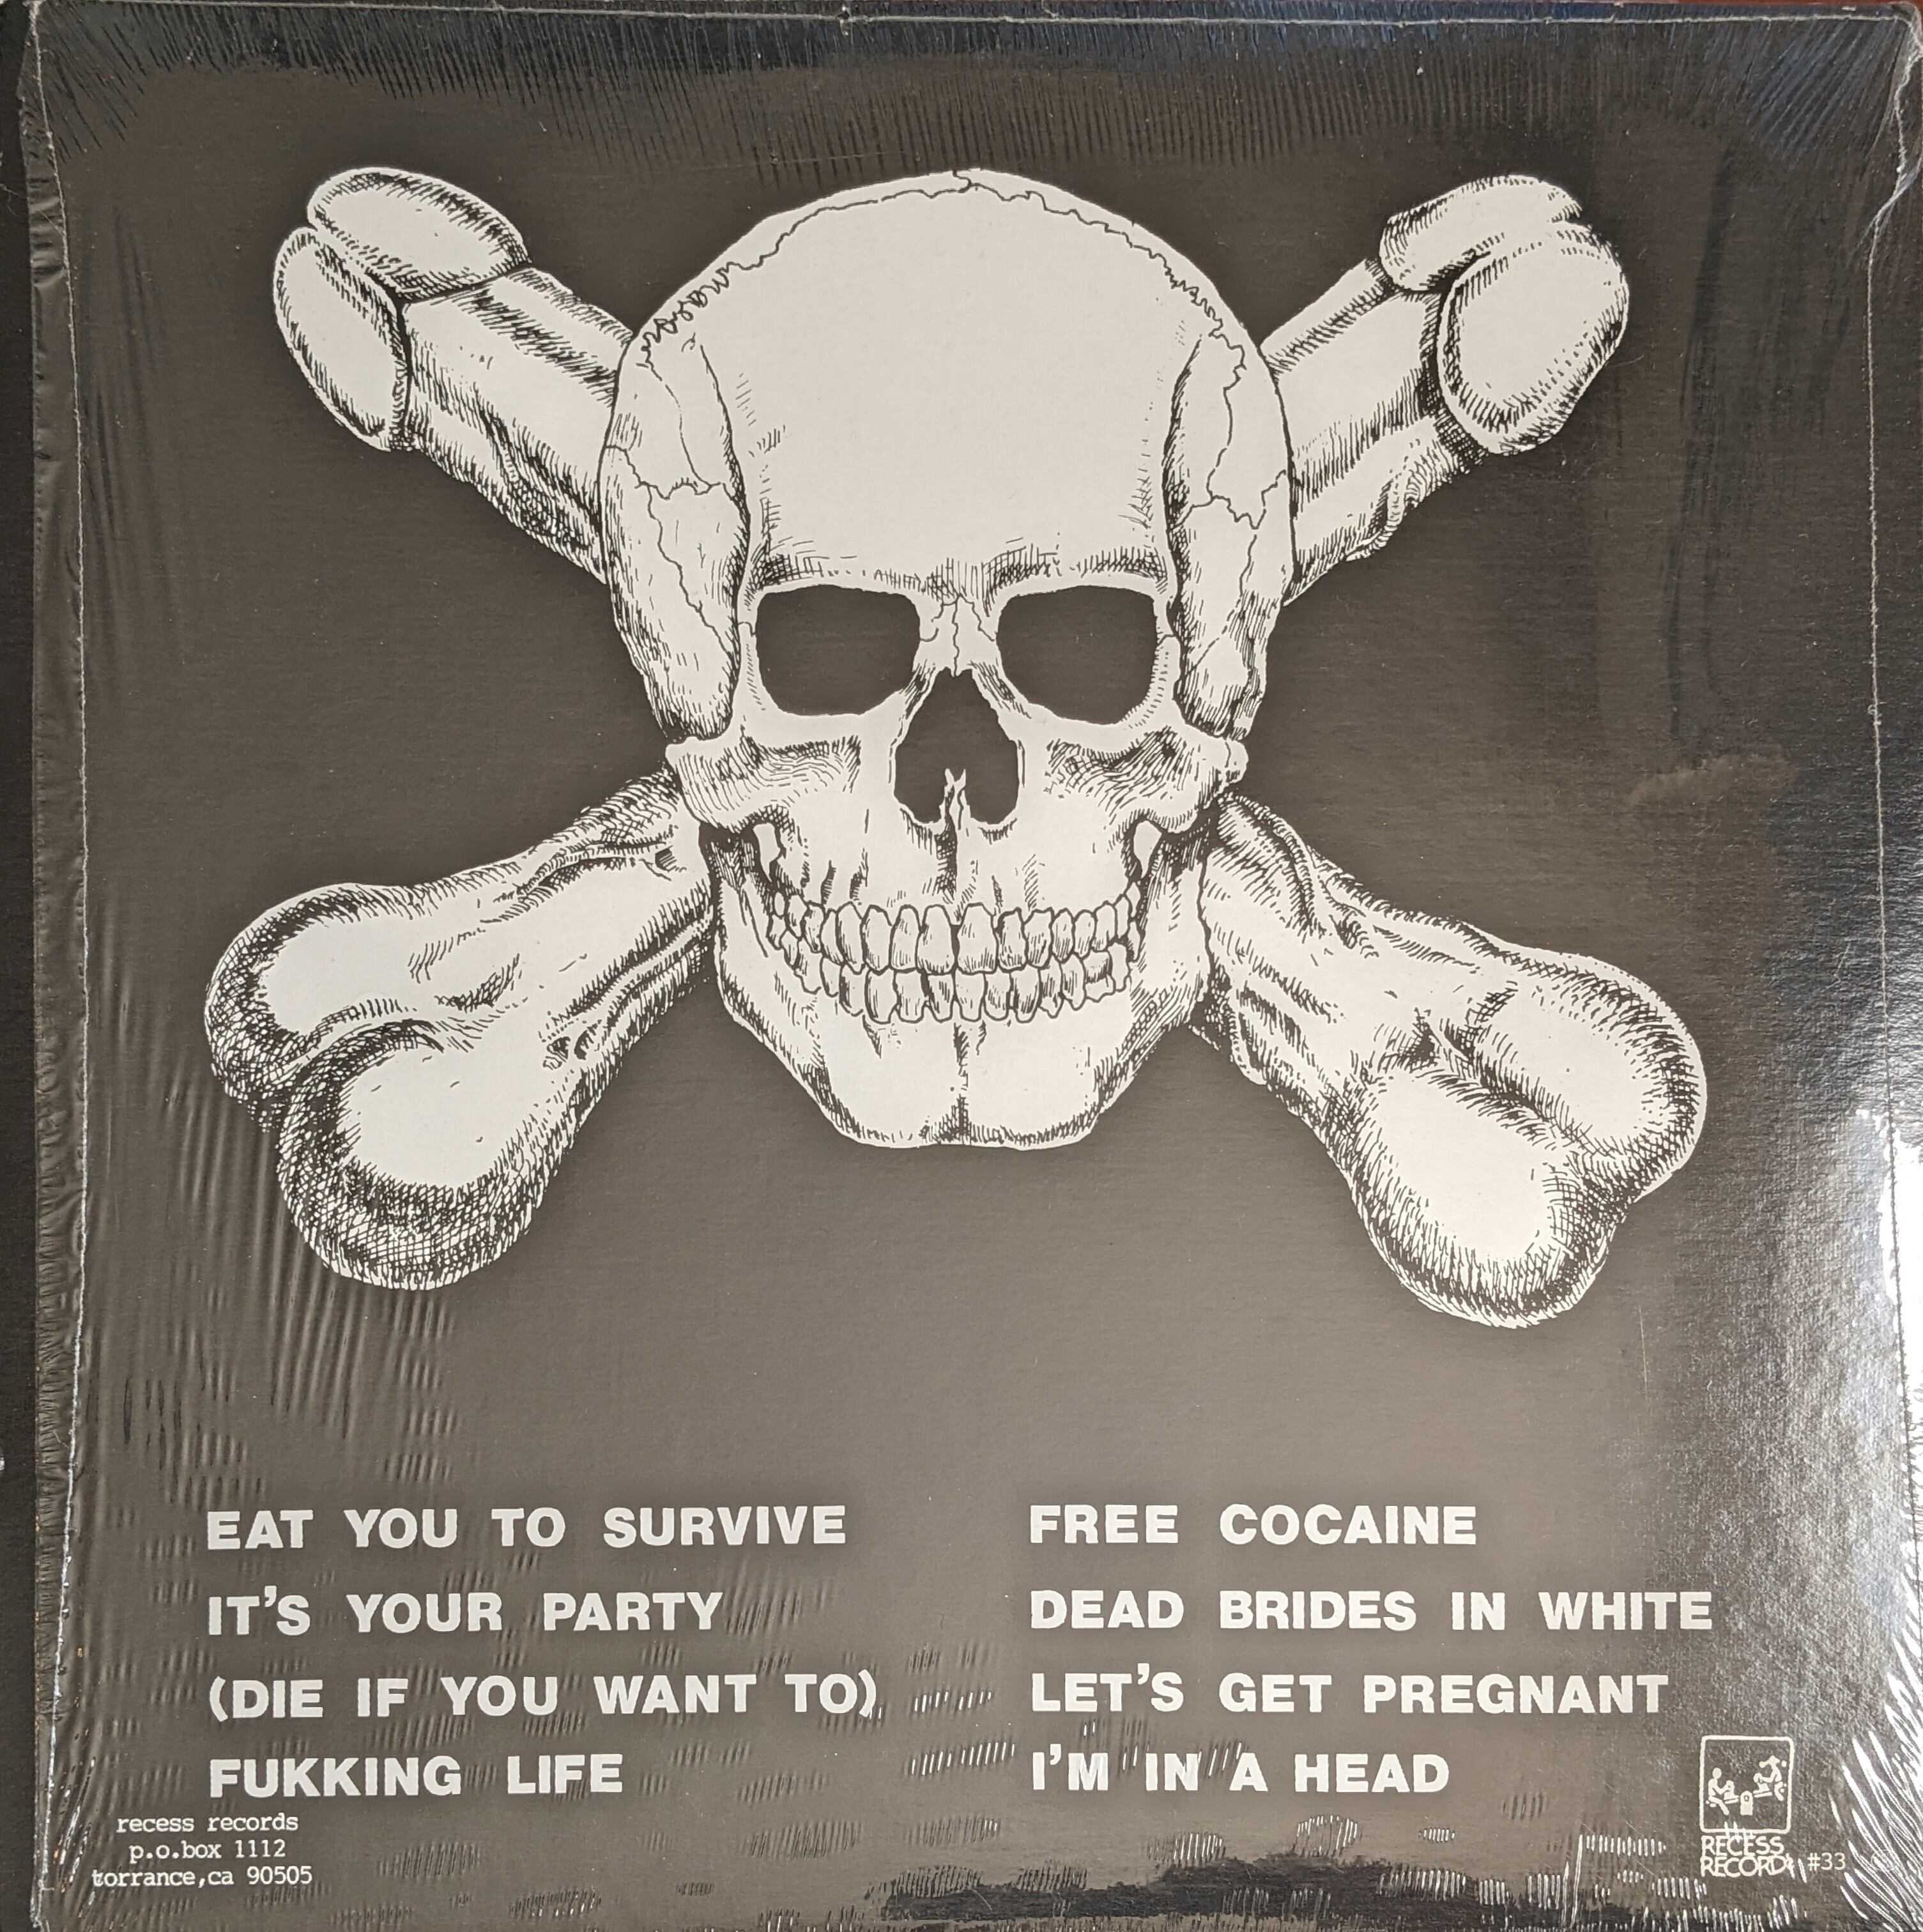 EAT YOU TO SURVIVE
IT'S YOUR PARTY
(DIE IF YOU WANT TO)
FUKKING LIFE
FREE COCAINE
DEAD BRIDES IN WHITE
LET'S GET PREGNANT
I'M IN A HEAD
recess records
p.o.box 1112
torrance,ca 90505
RECESS
RECORDS
#33